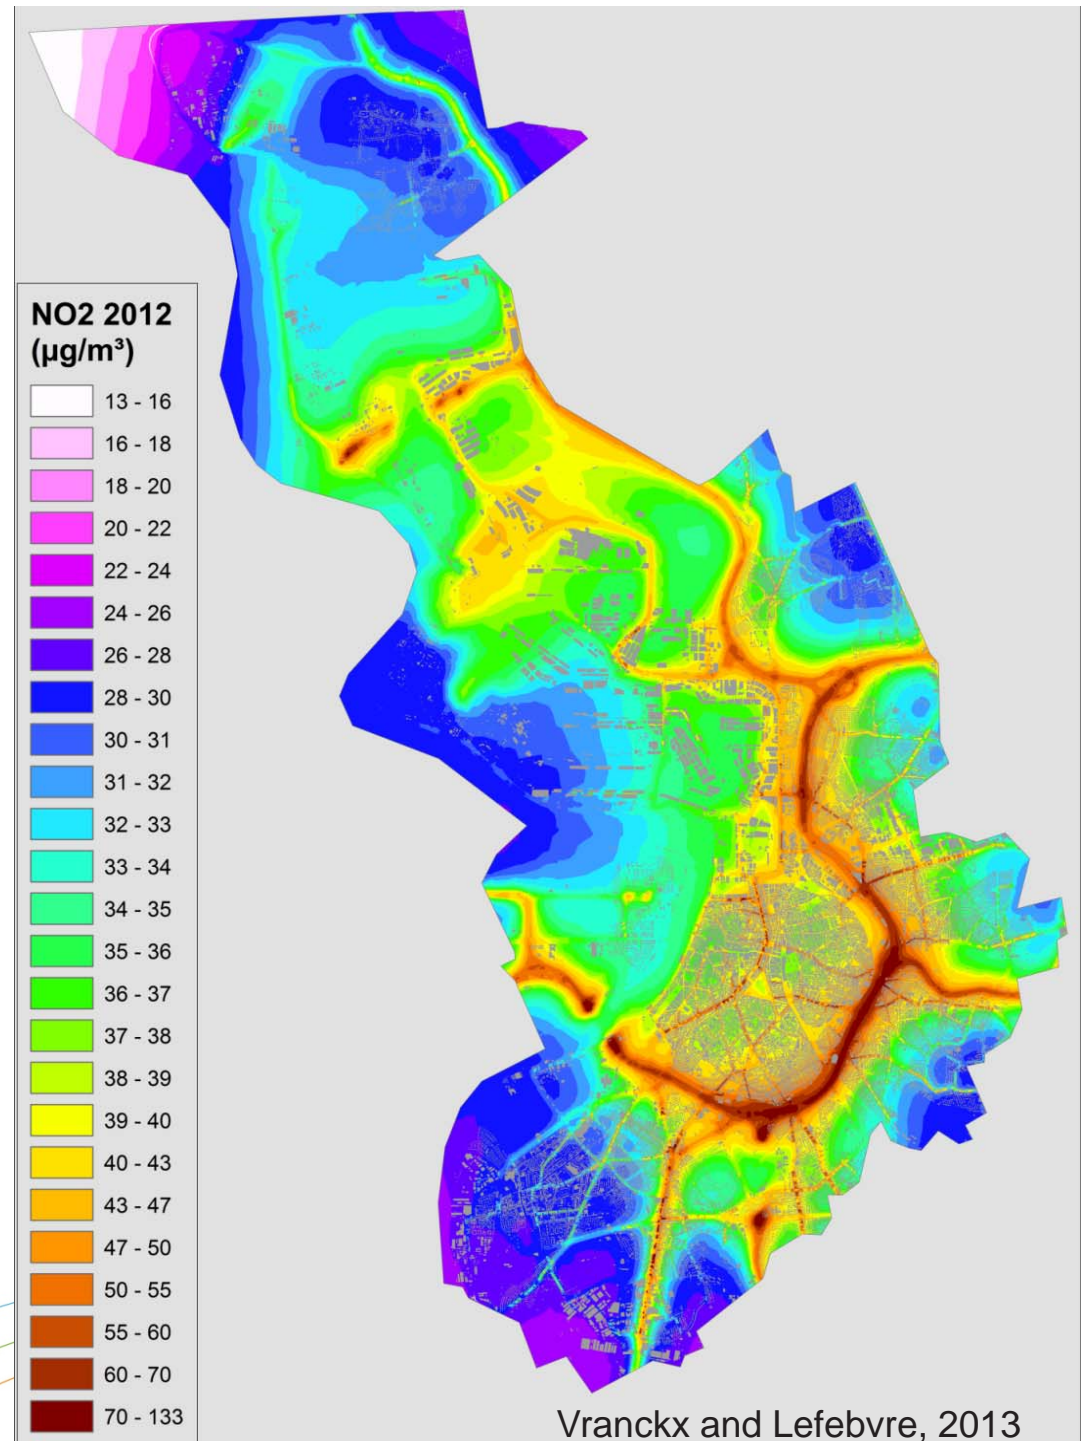 NO2 2012
(µg/m³)
13 - 16
16 - 18
18 - 20
20 - 22
22 - 24
24 - 26
26 - 28
28 - 30
30 - 31
31 - 32
32 - 33
33 - 34
34 - 35
35 - 36
36 - 37
37 - 38
38 - 39
39 - 40
40 - 43
43 - 47
47 - 50
50 - 55
55 - 60
60 - 70
70 - 133
Vranckx and Lefebvre, 2013